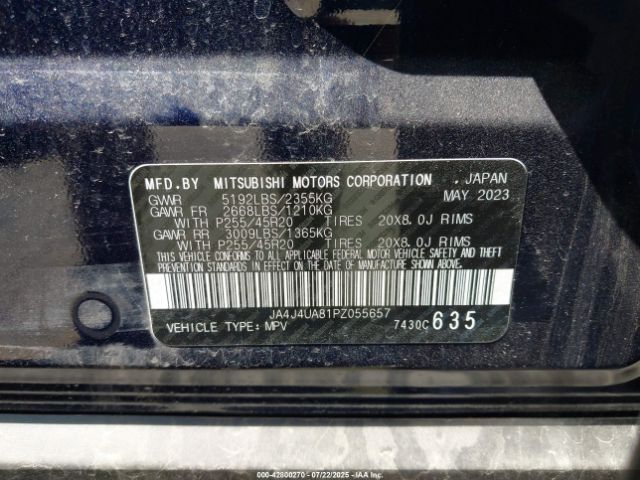 MFD.BY MITSUBISHI MOTORS CORPORATION . JAPAN
GVWR 5192LBS/2355KG MAY 2023
GAWR FR 2668LBS/1210KG
WITH P255/45R20 TIRES 20X8.0J RIMS
GAWR RR 3009LBS/1365KG
WITH P255/45R20 TIRES 20X8.0J RIMS
THIS VEHICLE CONFORMS TO ALL APPLICABLE FEDERAL MOTOR VEHICLE SAFETY AND
THEFT PREVENTION STANDARDS IN EFFECT ON THE DATE OF MANUFACTURE SHOWN ABOVE.
JA4J4UA81PZ055657
VEHICLE TYPE: MPV 7430C 635
000-42800270 - 07/22/2025 - IAAI.COM